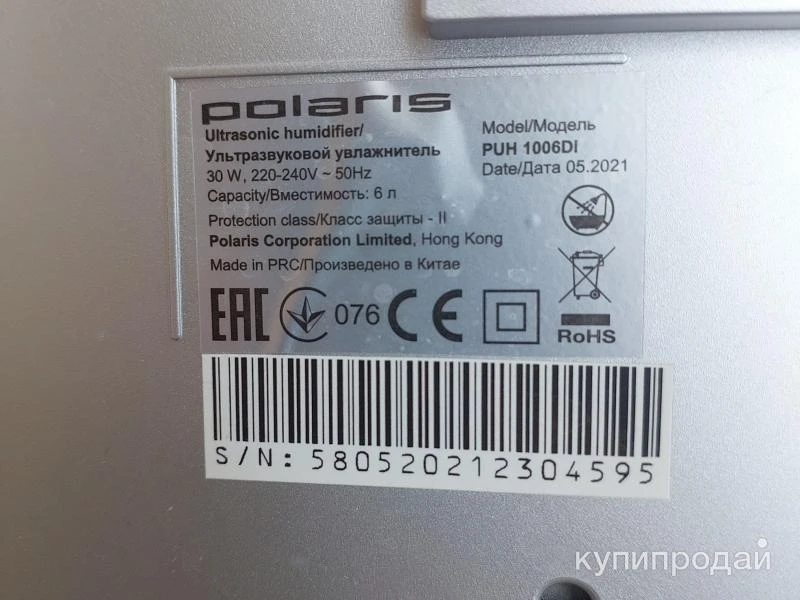 polaris
Ultrasonic humidifier/
Ультразвуковой увлажнитель
30 W, 220-240V ~ 50Hz
Capacity/Вместимость: 6 л
Protection class/Класс защиты - II
Polaris Corporation Limited, Hong Kong
Made in PRC/Произведено в Китае
Model/Модель
PUH 1006DI
Date/Дата 05.2021
EAC 076 CE
RoHS
S/N: 580520212304595
купипродай